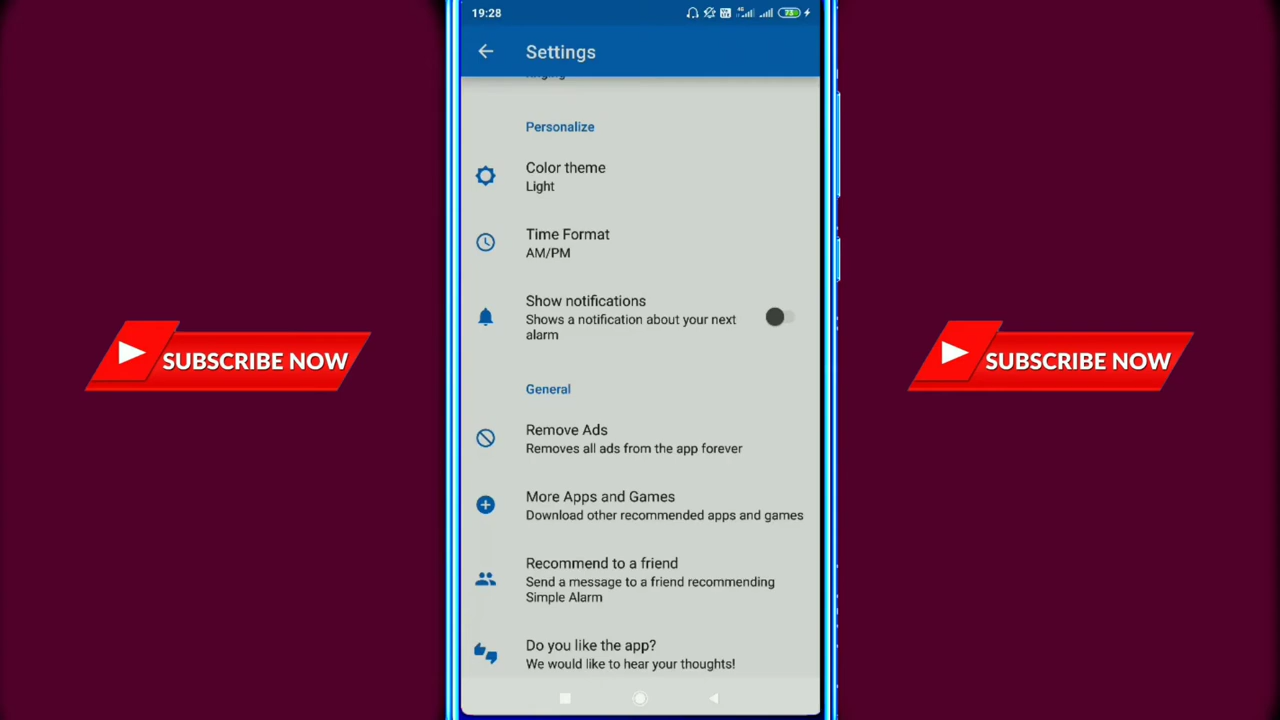 19:28
Settings
Personalize
Color theme
Light
Time Format
AM/PM
Show notifications
Shows a notification about your next
alarm
General
Remove Ads
Removes all ads from the app forever
More Apps and Games
Download other recommended apps and games
Recommend to a friend
Send a message to a friend recommending
Simple Alarm
Do you like the app?
We would like to hear your thoughts!
SUBSCRIBE NOW
SUBSCRIBE NOW